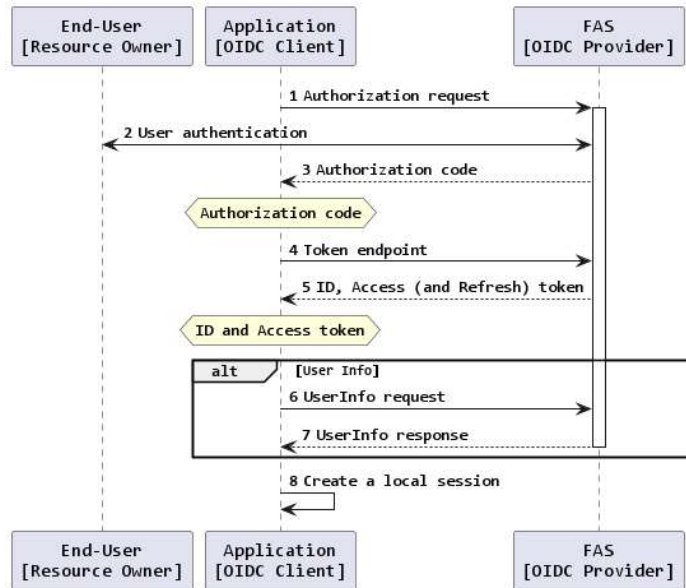 End-User
[Resource Owner]
Application
[OIDC Client]
FAS
[OIDC Provider]
1 Authorization request
2 User authentication
3 Authorization code
Authorization code
4 Token endpoint
5 ID, Access (and Refresh) token
ID and Access token
alt [User Info]
6 UserInfo request
7 UserInfo response
8 Create a local session
End-User
[Resource Owner]
Application
[OIDC Client]
FAS
[OIDC Provider]